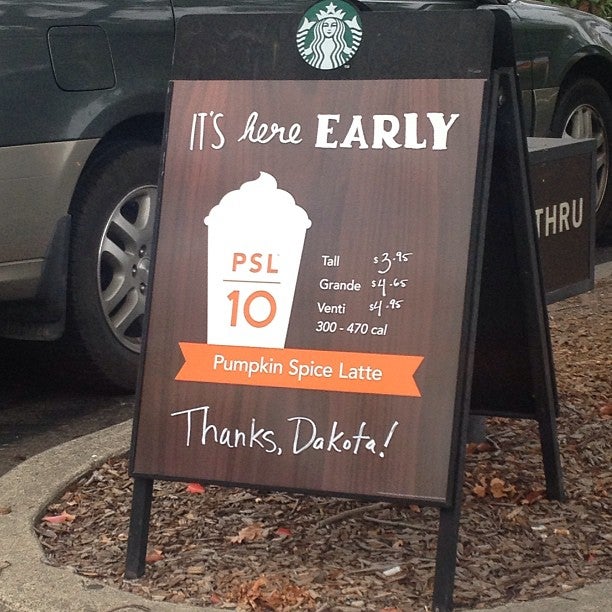 IT'S here EARLY
PSL
10
Tall $3.95
Grande $4.65
Venti $4.95
300 - 470 cal
Pumpkin Spice Latte
Thanks, Dakota!
THRU